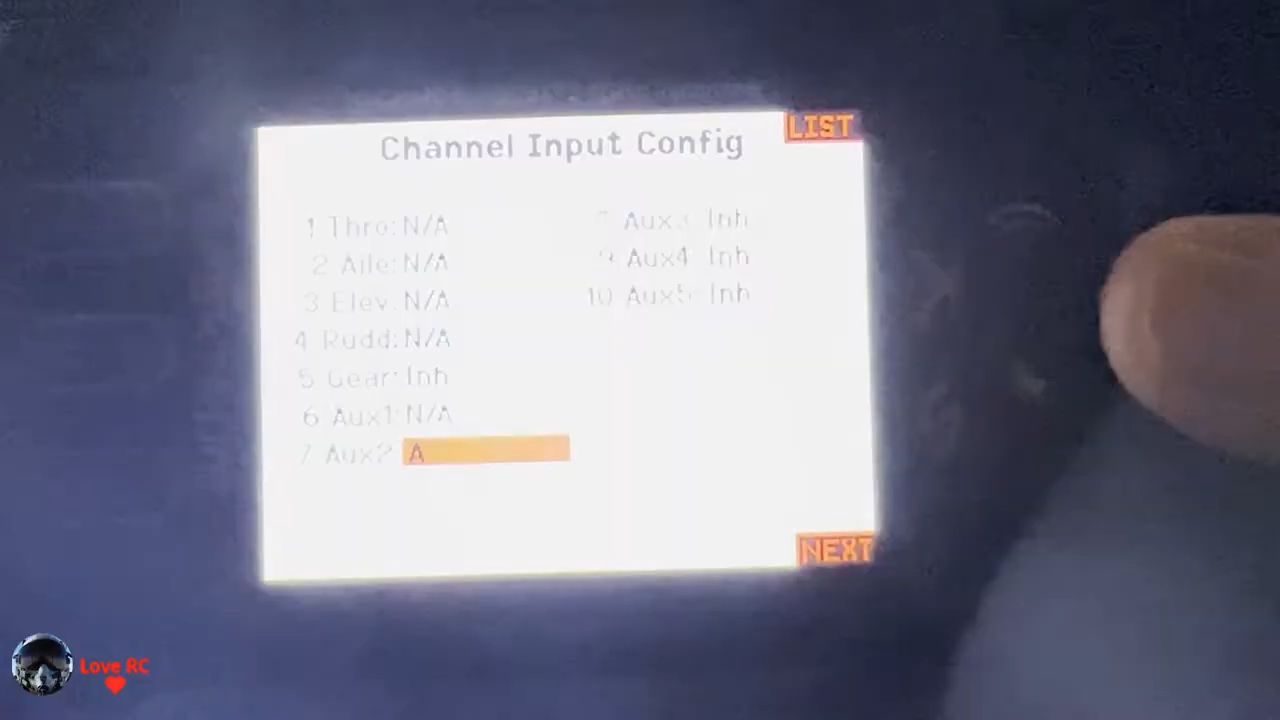 Channel Input Config
LIST
1 Thro: N/A
2 Aile: N/A
3 Elev: N/A
4 Rudd: N/A
5 Gear: Inh
6 Aux1: N/A
7 Aux2: A
Aux3: Inh
9 Aux4: Inh
10 Aux5: Inh
NEXT
Love RC